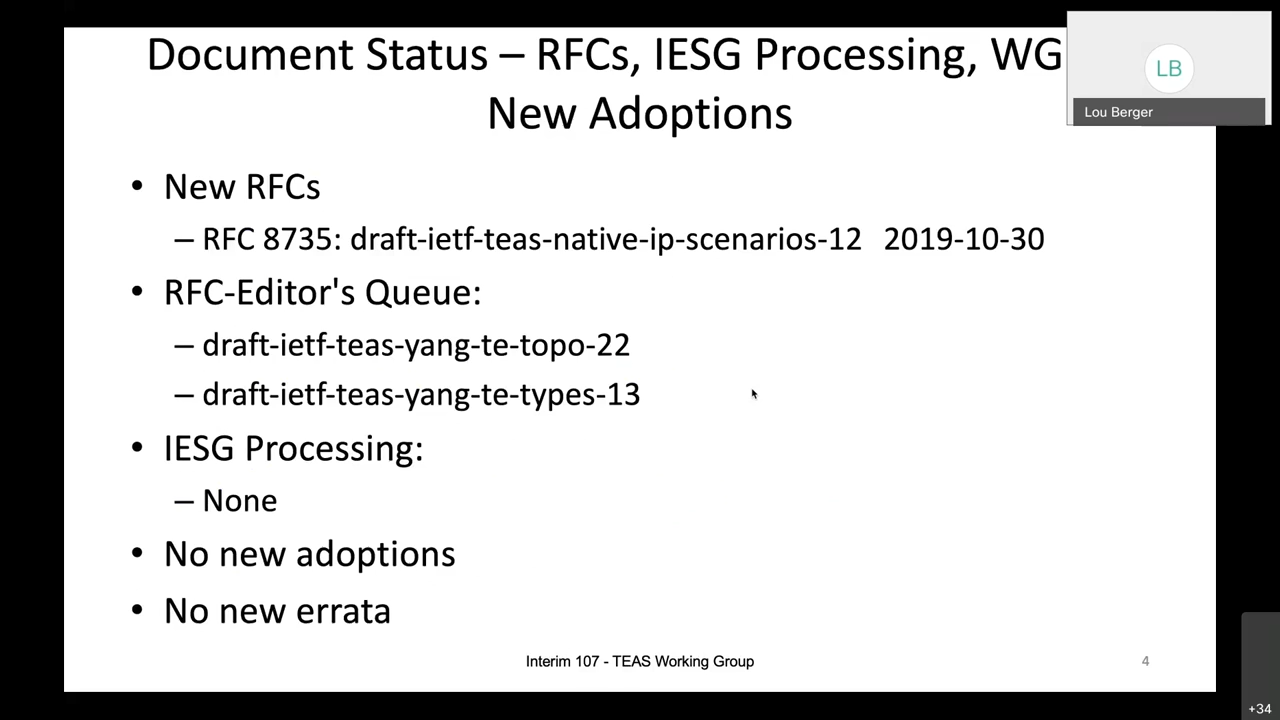 Document Status – RFCs, IESG Processing, WG
New Adoptions
LB
Lou Berger
• New RFCs
– RFC 8735: draft-ietf-teas-native-ip-scenarios-12 2019-10-30
• RFC-Editor's Queue:
– draft-ietf-teas-yang-te-topo-22
– draft-ietf-teas-yang-te-types-13
• IESG Processing:
– None
• No new adoptions
• No new errata
Interim 107 - TEAS Working Group
4
+34